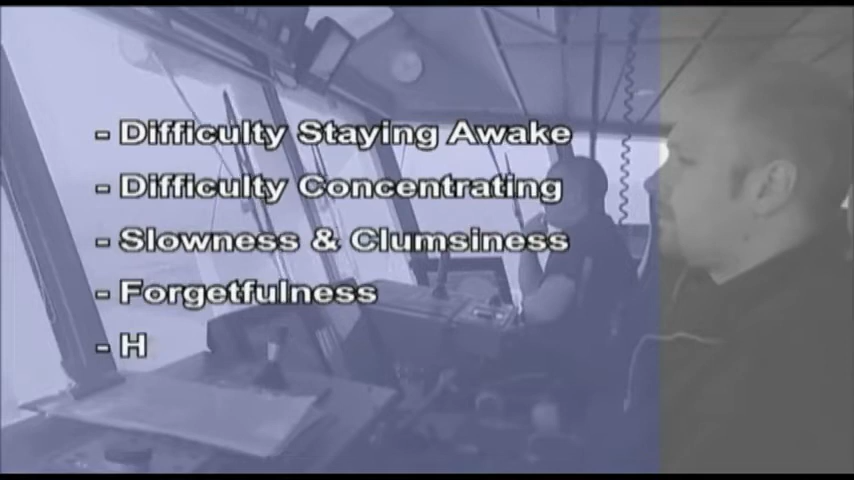 - Difficulty Staying Awake
- Difficulty Concentrating
- Slowness & Clumsiness
- Forgetfulness
- H